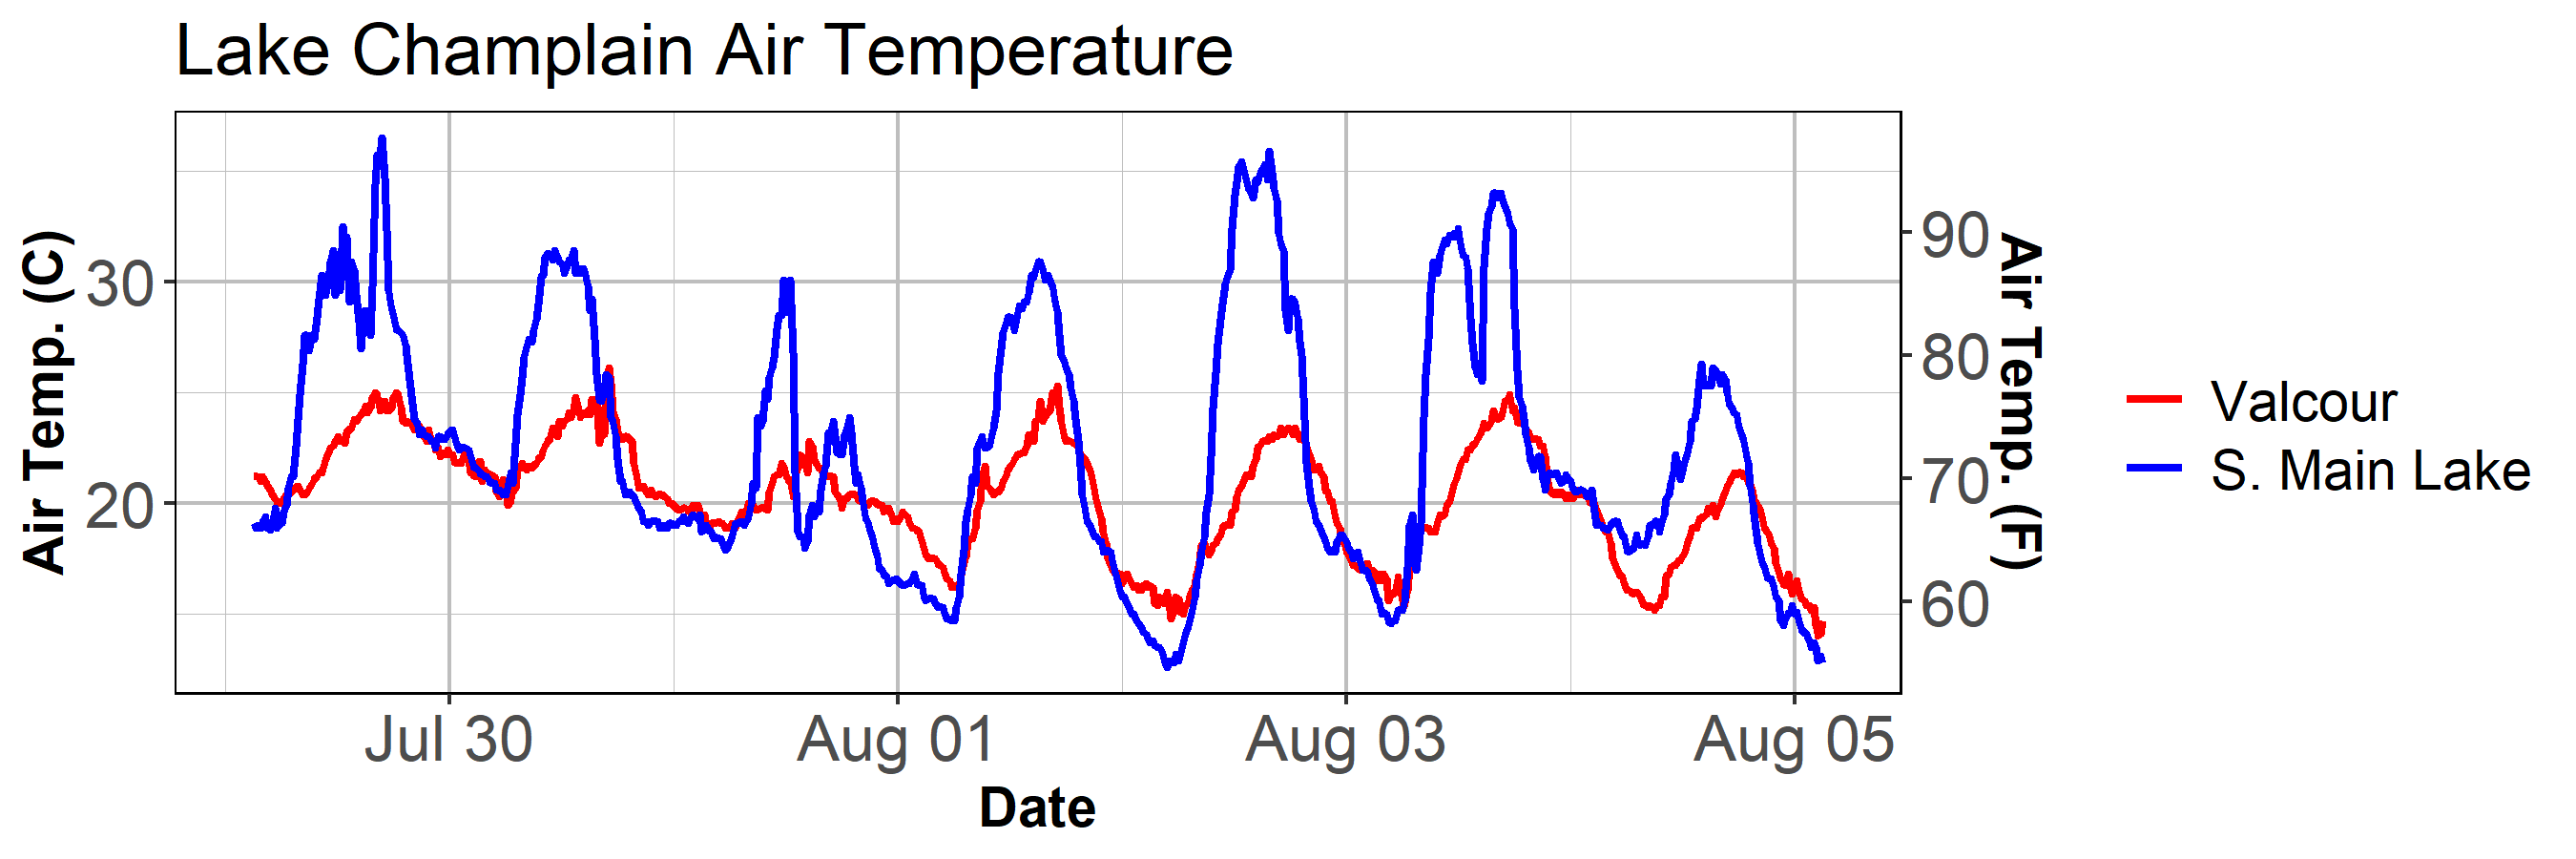 Lake Champlain Air Temperature
Air Temp. (C)
30
20
90
80
70
60
Air Temp. (F)
Valcour
S. Main Lake
Jul 30
Aug 01
Aug 03
Aug 05
Date